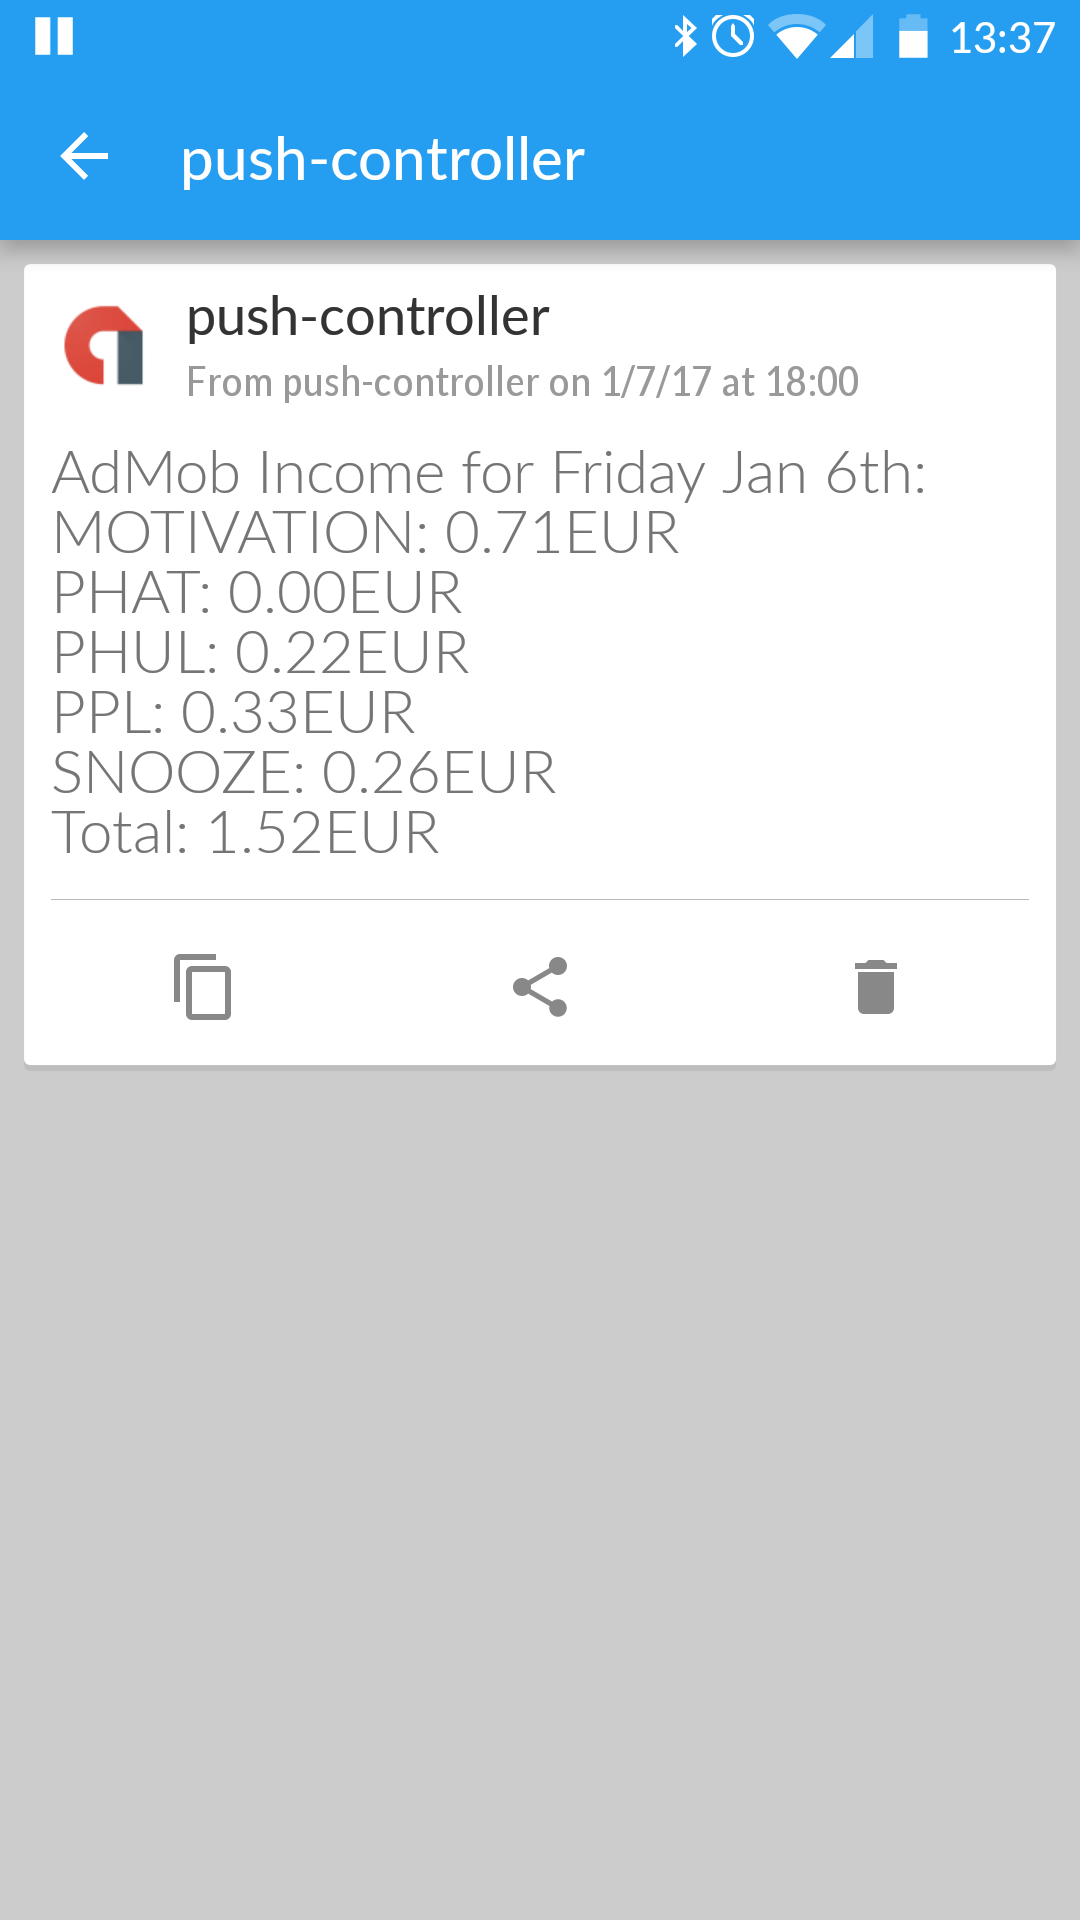 13:37
push-controller
push-controller
From push-controller on 1/7/17 at 18:00
AdMob Income for Friday Jan 6th:
MOTIVATION: 0.71EUR
PHAT: 0.00EUR
PHUL: 0.22EUR
PPL: 0.33EUR
SNOOZE: 0.26EUR
Total: 1.52EUR